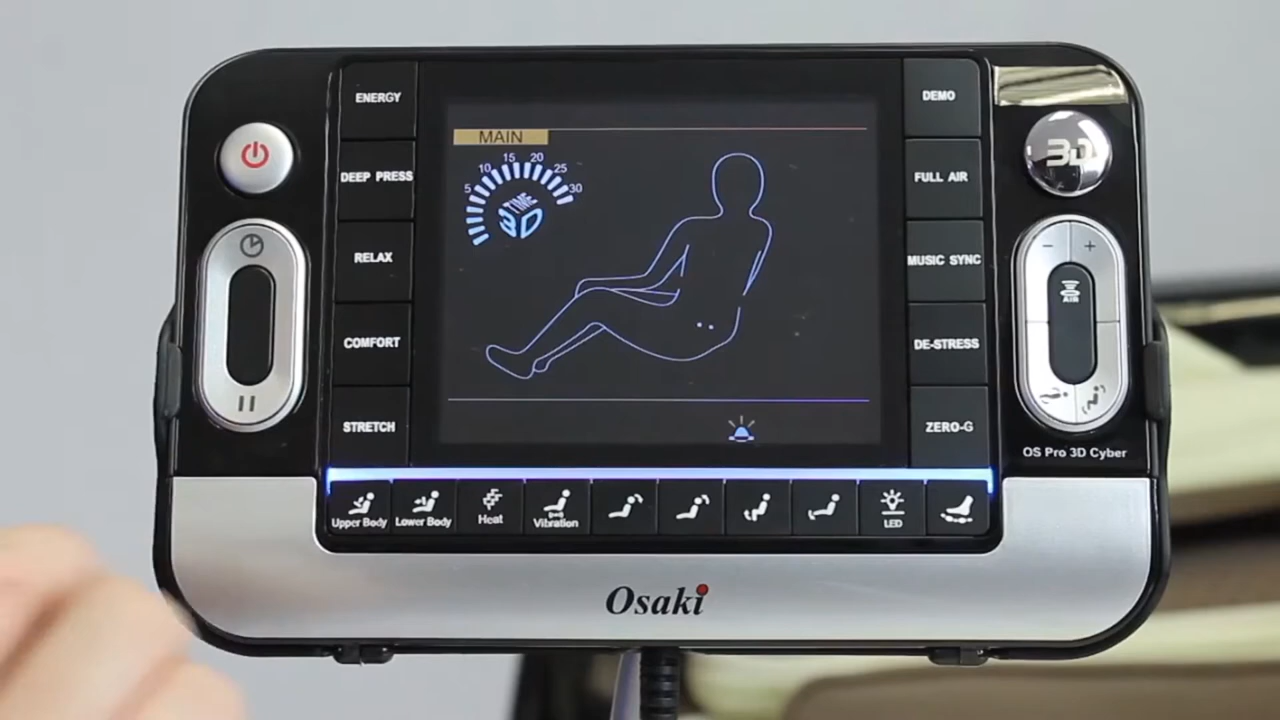 ENERGY
DEEP PRESS
RELAX
COMFORT
STRETCH
MAIN
5
10
15
20
25
30
TIME
3D
DEMO
FULL AIR
MUSIC SYNC
DE-STRESS
ZERO-G
3D
- +
AIR
OS Pro 3D Cyber
Upper Body
Lower Body
Heat
Vibration
LED
Osaki